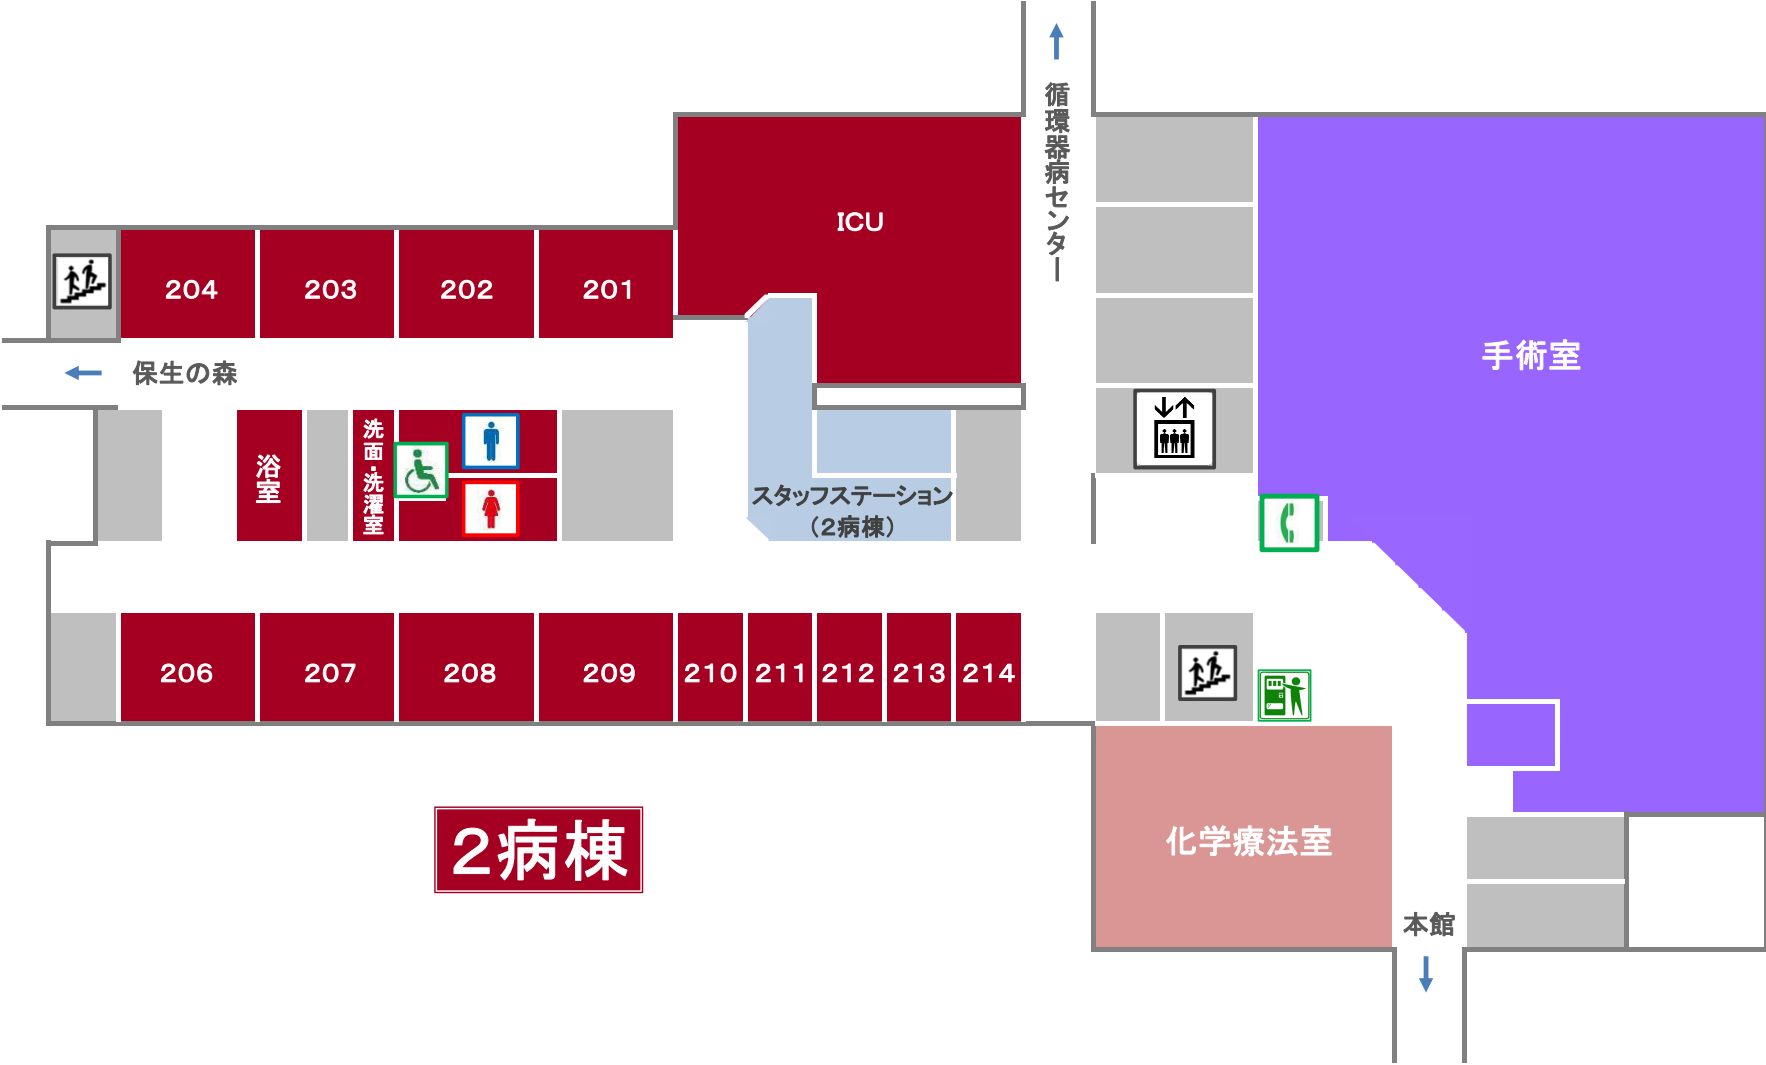 循環器病センター
ICU
204
203
202
201
手術室
保生の森
浴室
洗面・洗濯室
スタッフステーション
（２病棟）
206
207
208
209
210
211
212
213
214
２病棟
化学療法室
本館